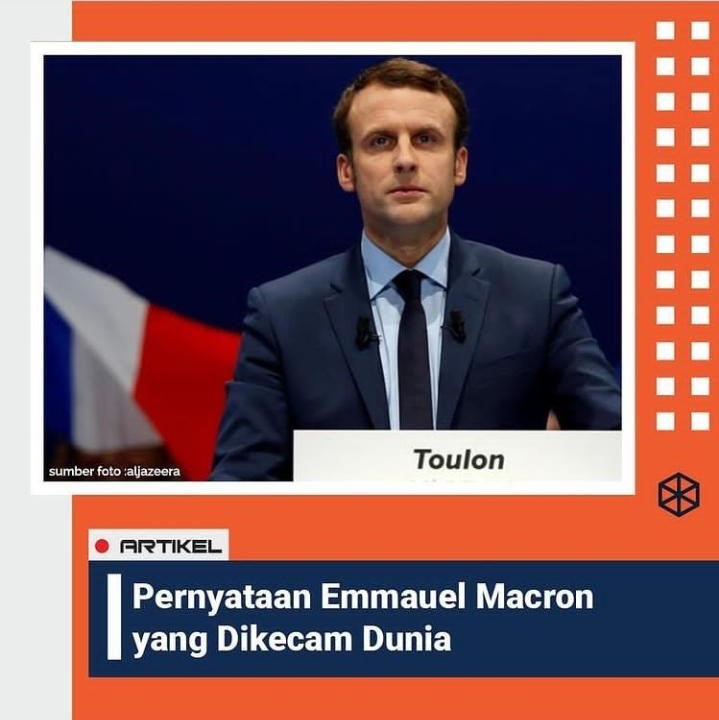 Toulon
sumber foto :aljazeera
ARTIKEL
Pernyataan Emmauel Macron
yang Dikecam Dunia